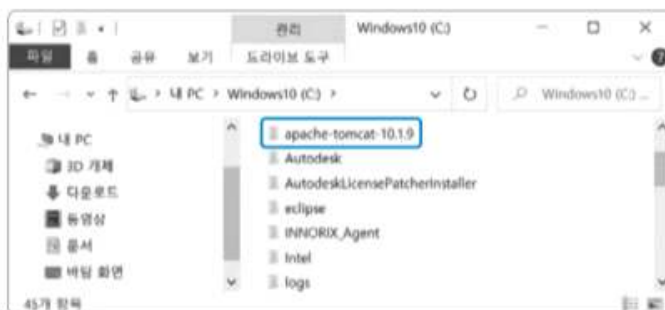 관리 Windows10 (C:)
파일 홈 공유 보기 드라이브 도구
내 PC > Windows10 (C:) > Windows10 (C:) ...
내 PC
3D 개체
다운로드
동영상
문서
바탕 화면
apache-tomcat-10.1.9
Autodesk
AutodeskLicensePatcherInstaller
eclipse
INNORIX_Agent
Intel
logs
45개 항목